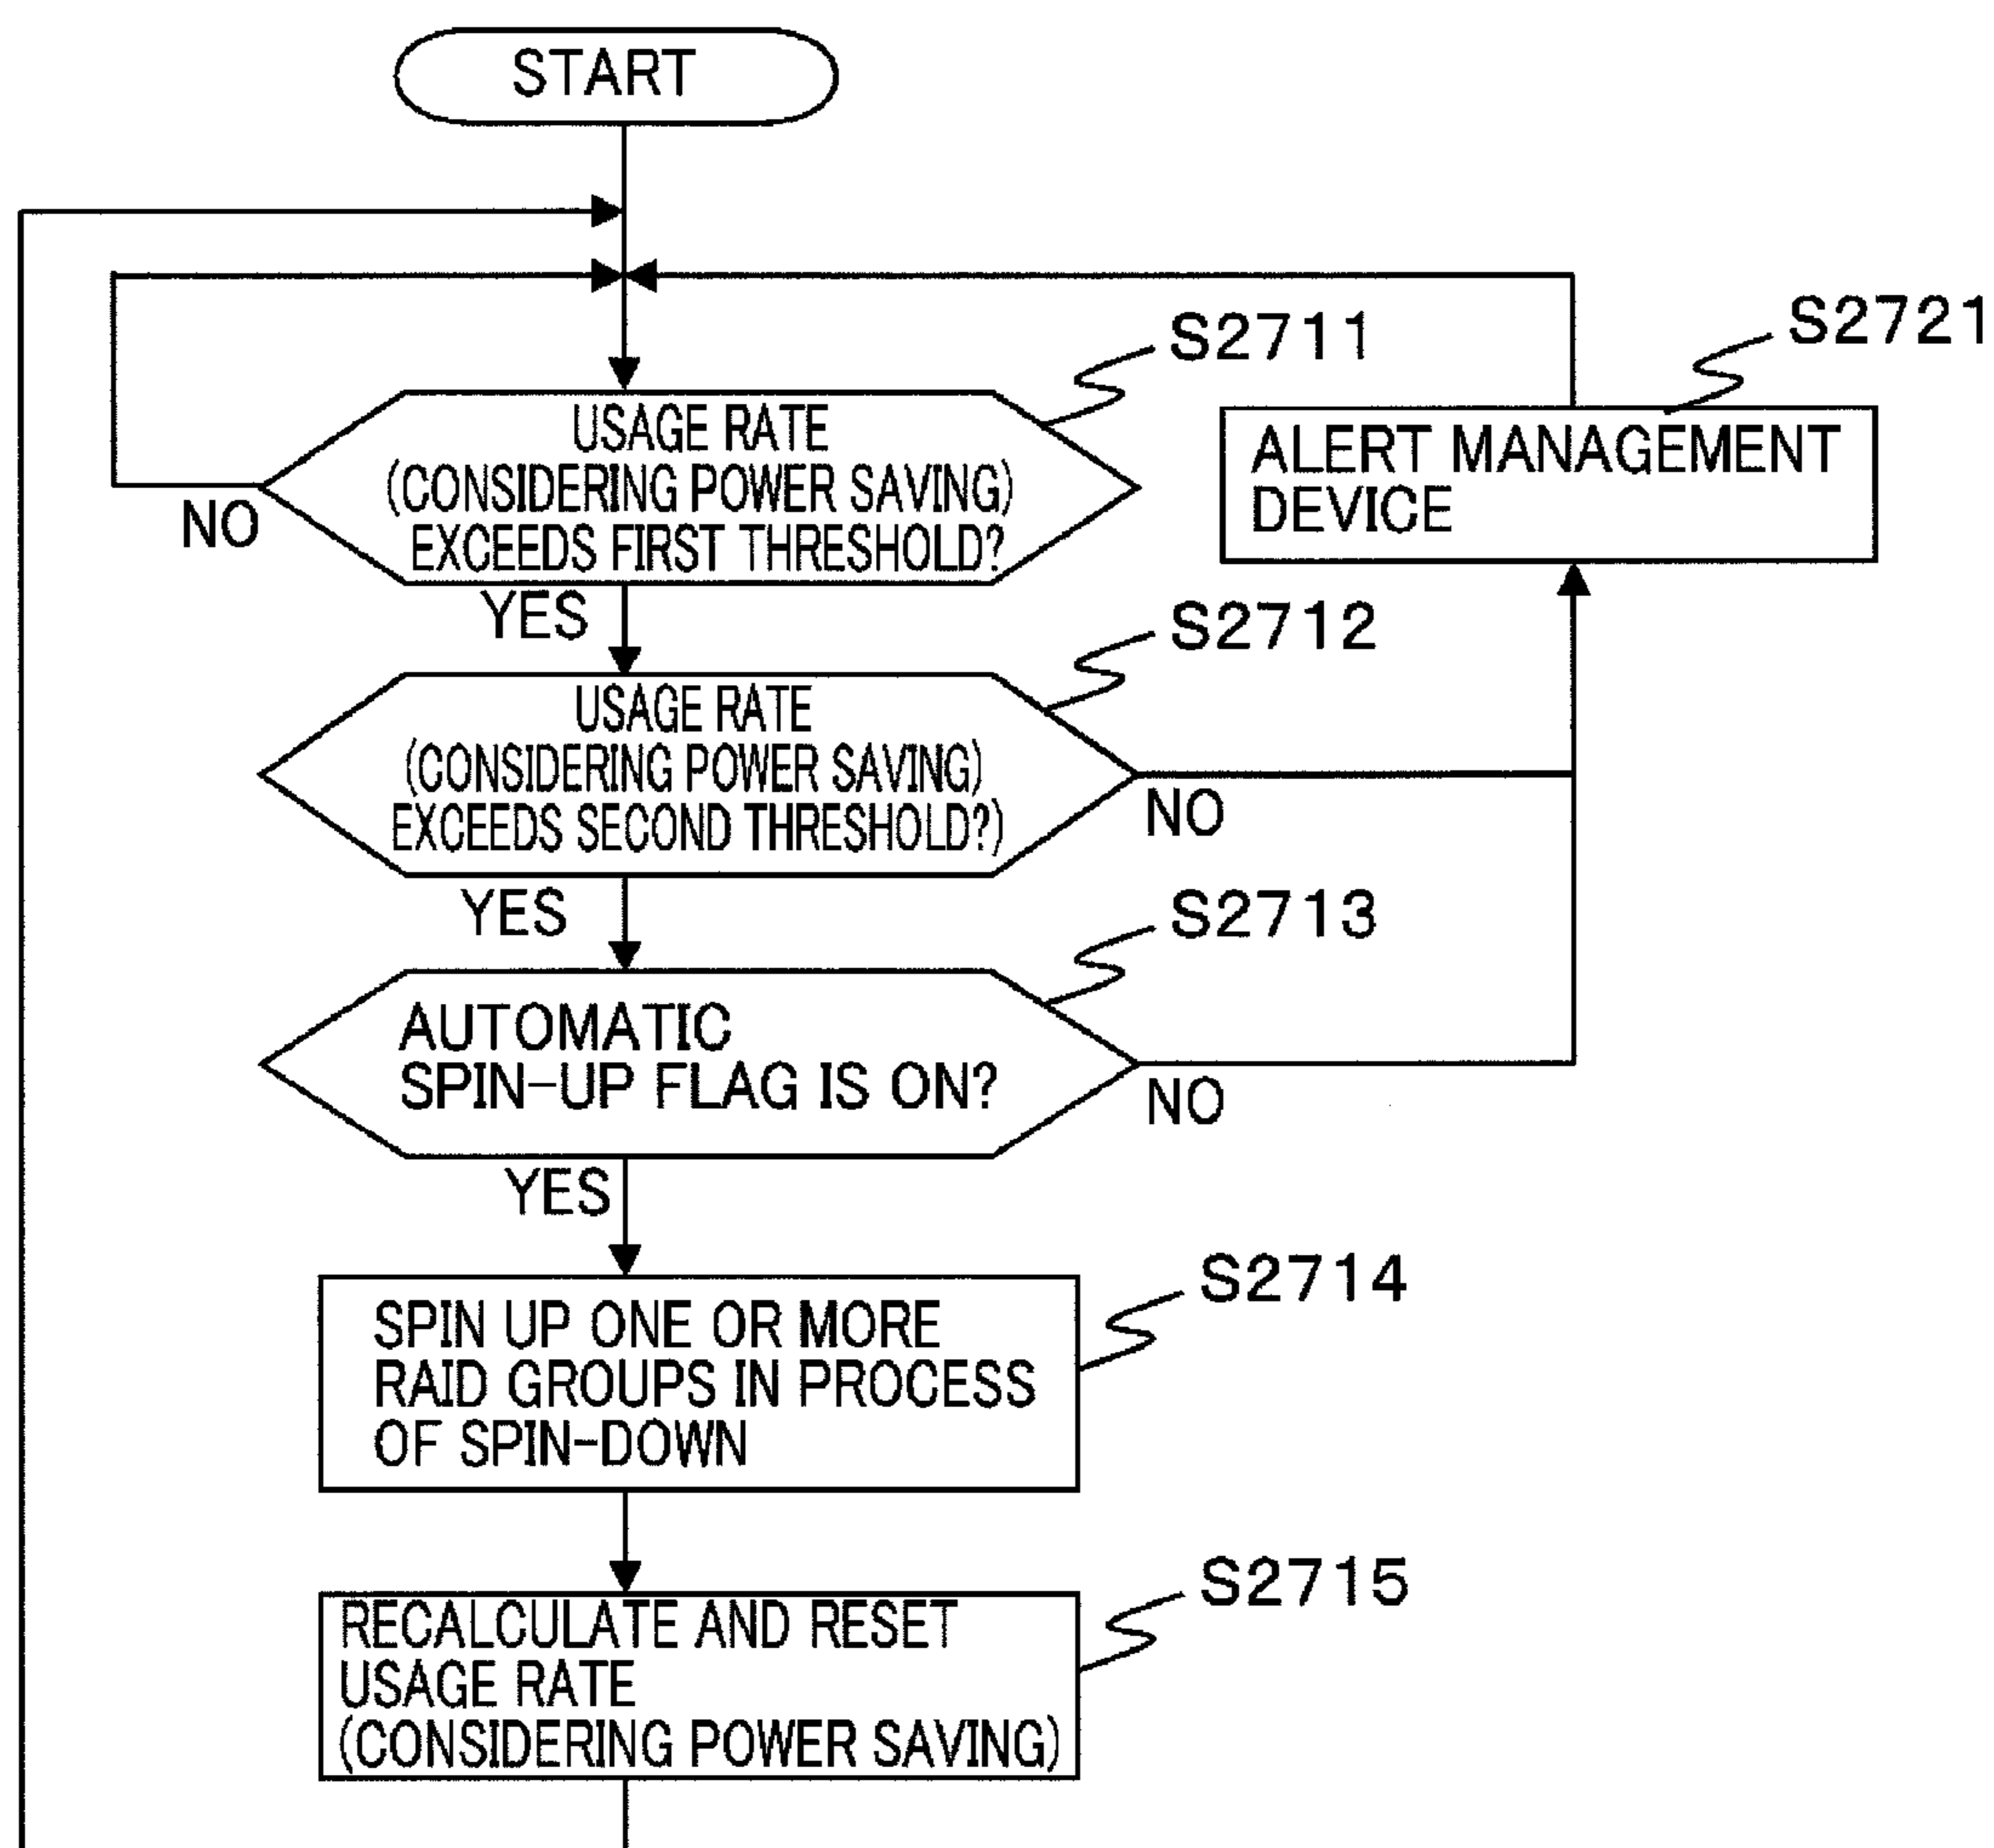 START
S2711
S2721
USAGE RATE
(CONSIDERING POWER SAVING)
EXCEEDS FIRST THRESHOLD?
NO
ALERT MANAGEMENT
DEVICE
YES
S2712
USAGE RATE
(CONSIDERING POWER SAVING)
EXCEEDS SECOND THRESHOLD?)
NO
YES
S2713
AUTOMATIC
SPIN-UP FLAG IS ON?
NO
YES
S2714
SPIN UP ONE OR MORE
RAID GROUPS IN PROCESS
OF SPIN-DOWN
S2715
RECALCULATE AND RESET
USAGE RATE
(CONSIDERING POWER SAVING)